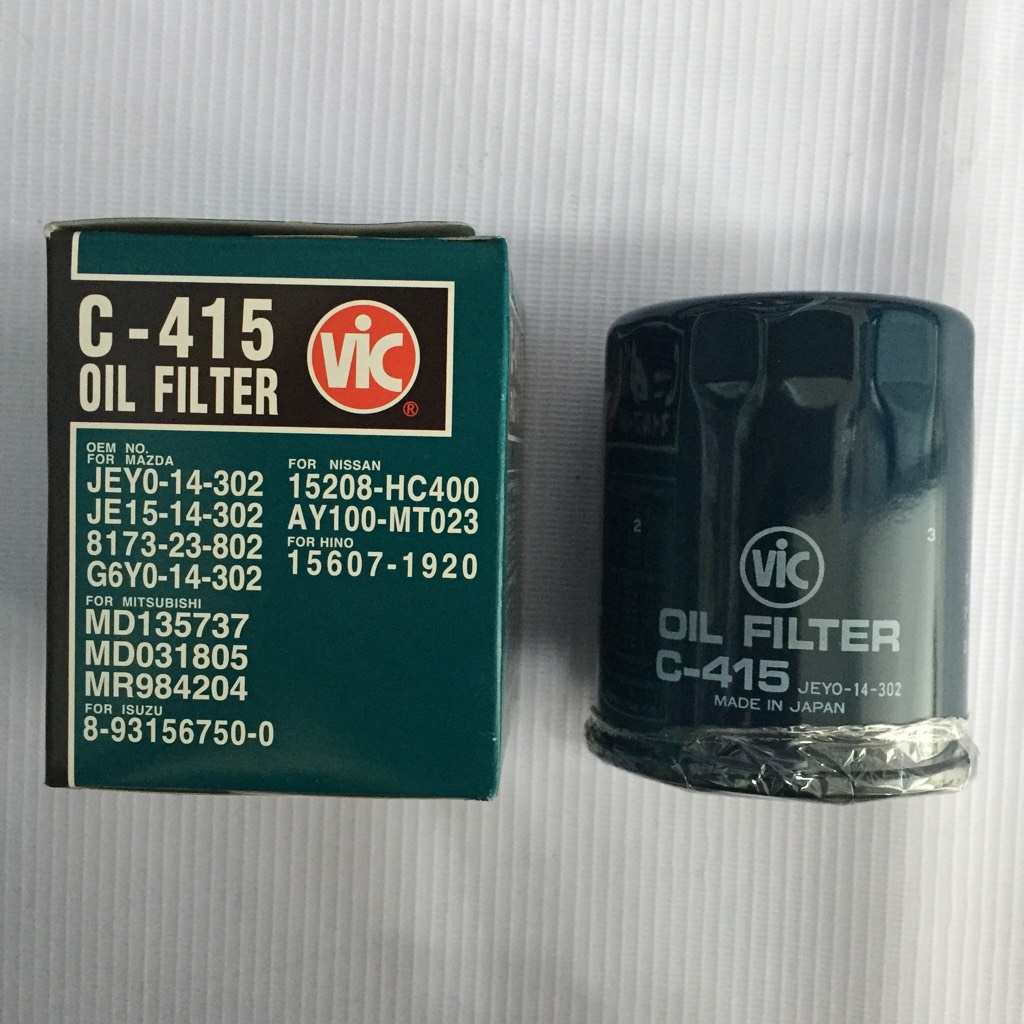 C-415
OIL FILTER
ViC
®
OEM NO.
FOR MAZDA
JEY0-14-302
JE15-14-302
8173-23-802
G6Y0-14-302
FOR MITSUBISHI
MD135737
MD031805
MR984204
FOR ISUZU
8-93156750-0
FOR NISSAN
15208-HC400
AY100-MT023
FOR HINO
15607-1920
2
3
ViC
OIL FILTER
C-415 JEY0-14-302
MADE IN JAPAN